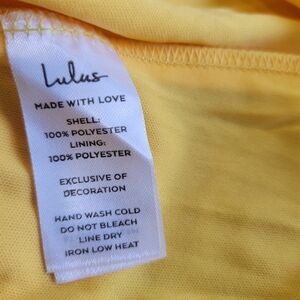 Lulus
MADE WITH LOVE
SHELL:
100% POLYESTER
LINING:
100% POLYESTER
EXCLUSIVE OF
DECORATION
HAND WASH COLD
DO NOT BLEACH
LINE DRY
IRON LOW HEAT